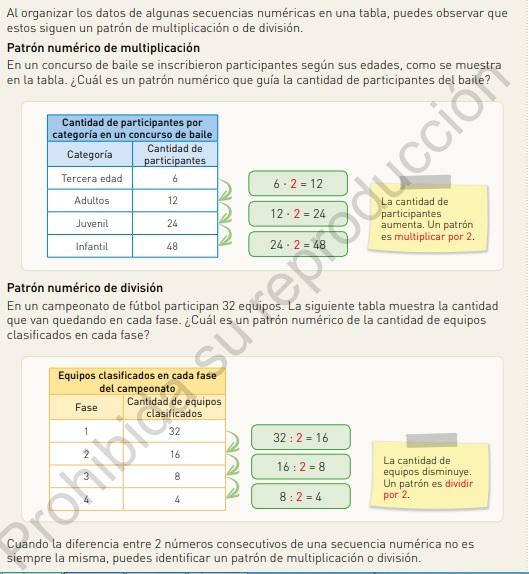 Al organizar los datos de algunas secuencias numéricas en una tabla, puedes observar que
estos siguen un patrón de multiplicación o de división.
Patrón numérico de multiplicación
En un concurso de baile se inscribieron participantes según sus edades, como se muestra
en la tabla. ¿Cuál es un patrón numérico que guía la cantidad de participantes del baile?
Cantidad de participantes por
categoría en un concurso de baile
Categoría
Cantidad de
participantes
Tercera edad 6
Adultos 12
Juvenil 24
Infantil 48
6 · 2 = 12
12 · 2 = 24
24 · 2 = 48
La cantidad de
participantes
aumenta. Un patrón
es multiplicar por 2.
Patrón numérico de división
En un campeonato de fútbol participan 32 equipos. La siguiente tabla muestra la cantidad
que van quedando en cada fase. ¿Cuál es un patrón numérico de la cantidad de equipos
clasificados en cada fase?
Equipos clasificados en cada fase
del campeonato
Fase
Cantidad de equipos
clasificados
1 32
2 16
3 8
4 4
32 : 2 = 16
16 : 2 = 8
8 : 2 = 4
La cantidad de
equipos disminuye.
Un patrón es dividir
por 2.
Cuando la diferencia entre 2 números consecutivos de una secuencia numérica no es
siempre la misma, puedes identificar un patrón de multiplicación o división.
Prohibida su reproducción